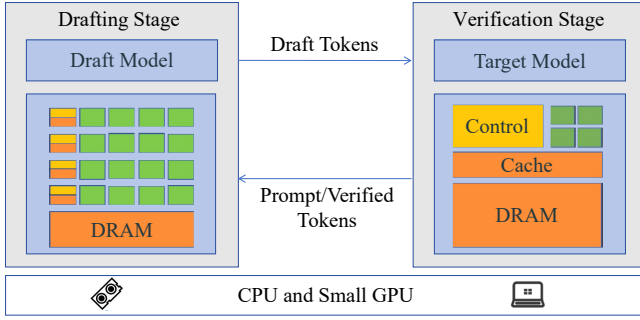 Drafting Stage
Draft Model
DRAM
Draft Tokens
Prompt/Verified
Tokens
Verification Stage
Target Model
Control
Cache
DRAM
CPU and Small GPU